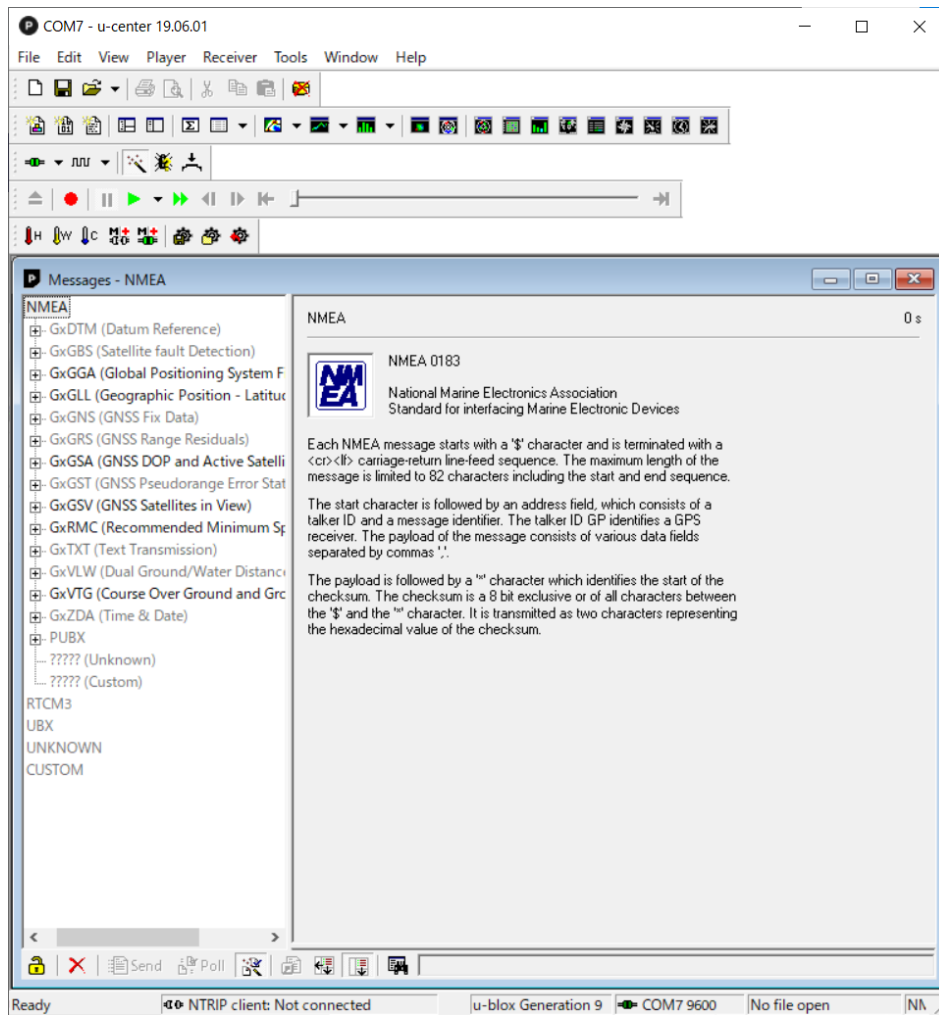 COM7 - u-center 19.06.01
File Edit View Player Receiver Tools Window Help
H W C
Messages - NMEA
NMEA
GxDTM (Datum Reference)
GxGBS (Satellite fault Detection)
GxGGA (Global Positioning System F
GxGLL (Geographic Position - Latitud
GxGNS (GNSS Fix Data)
GxGRS (GNSS Range Residuals)
GxGSA (GNSS DOP and Active Satelli
GxGST (GNSS Pseudorange Error Stat
GxGSV (GNSS Satellites in View)
GxRMC (Recommended Minimum Sp
GxTXT (Text Transmission)
GxVLW (Dual Ground/Water Distance
GxVTG (Course Over Ground and Grc
GxZDA (Time & Date)
PUBX
????? (Unknown)
????? (Custom)
RTCM3
UBX
UNKNOWN
CUSTOM
NMEA 0 s
NMEA
NMEA 0183
National Marine Electronics Association
Standard for interfacing Marine Electronic Devices
Each NMEA message starts with a '$' character and is terminated with a
<cr><lf> carriage-return line-feed sequence. The maximum length of the
message is limited to 82 characters including the start and end sequence.
The start character is followed by an address field, which consists of a
talker ID and a message identifier. The talker ID GP identifies a GPS
receiver. The payload of the message consists of various data fields
separated by commas ','.
The payload is followed by a '*' character which identifies the start of the
checksum. The checksum is a 8 bit exclusive or of all characters between
the '$' and the '*' character. It is transmitted as two characters representing
the hexadecimal value of the checksum.
Send Poll
Ready NTRIP client: Not connected u-blox Generation 9 COM7 9600 No file open